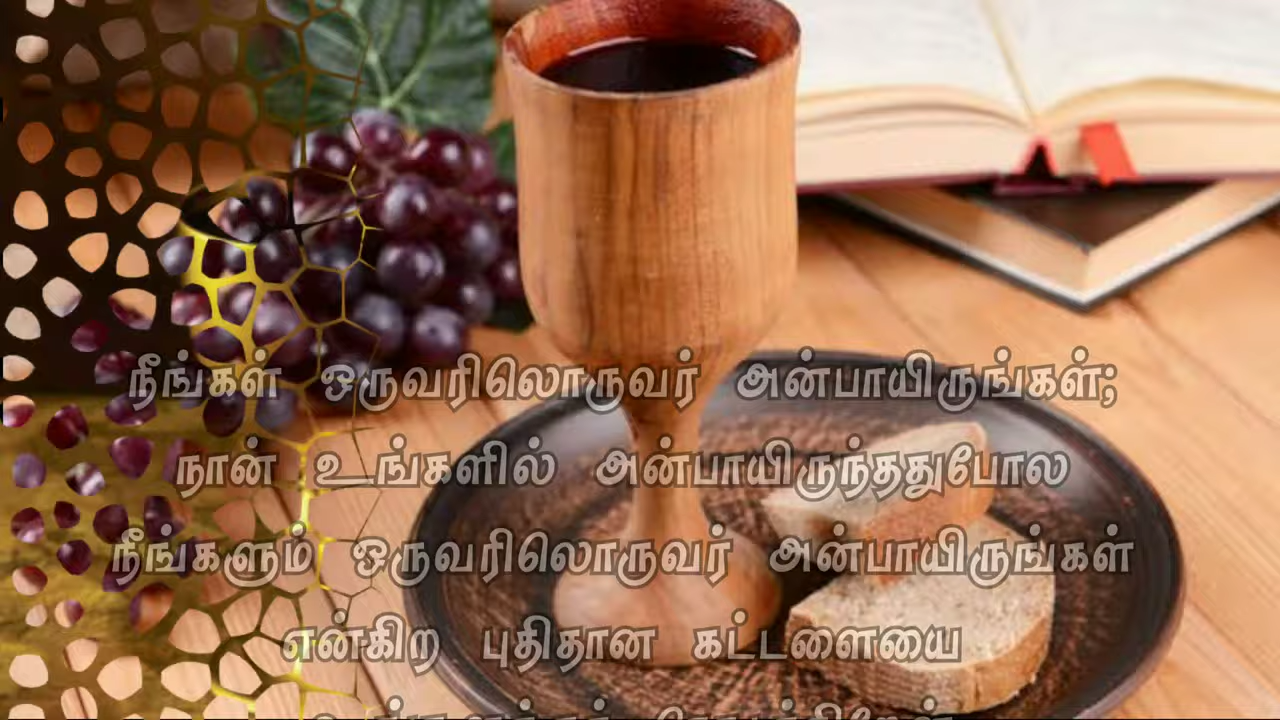 நீங்கள் ஒருவரிலொருவர் அன்பாயிருங்கள்;
நான் உங்களில் அன்பாயிருந்ததுபோல
நீங்களும் ஒருவரிலொருவர் அன்பாயிருங்கள்
என்கிற புதிதான கட்டளையை